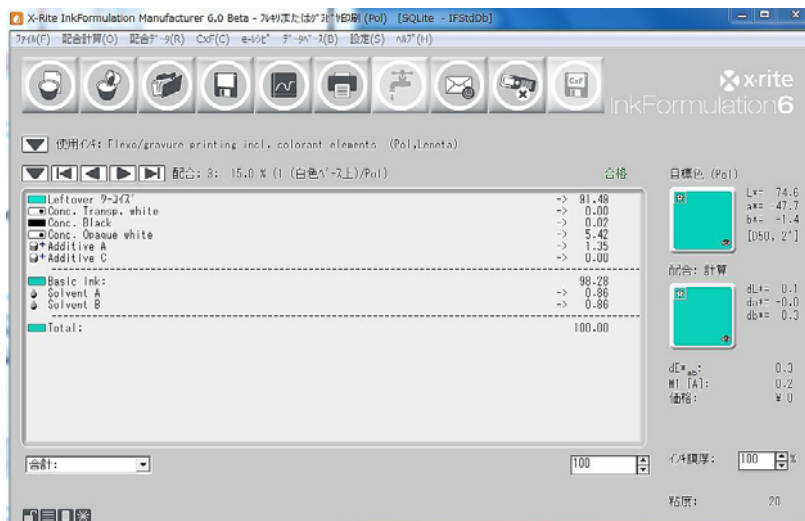 X-Rite InkFormulation Manufacturer 6.0 Beta - フレキソまたはグラビヤ印刷 (Pol) [SQLite - IFStdDb]
ファイル(F) 配合計算(O) 配合データ(R) CxF(C) e-レシピ データベース(B) 設定(S) ヘルプ(H)
CxF
x-rite
InkFormulation6
使用インキ: Flexo/gravure printing incl. colorant elements (Pol,Leneta)
配合: 3: 15.0 % (1 (白色ベース上)/Pol) 合格
Leftover ターコイズ -> 91.49
Conc. Transp. white -> 0.00
Conc. Black -> 0.02
Conc. Opaque white -> 5.42
Additive A -> 1.35
Additive C -> 0.00
Basic ink: 98.28
Solvent A -> 0.86
Solvent B -> 0.86
Total: 100.00
目標色 (Pol)
L*= 74.6
a*= -47.7
b*= -1.4
[D50, 2°]
配合: 計算
dL*= 0.1
da*= -0.0
db*= 0.3
dE*ab: 0.3
M1 [A]: 0.2
価格: ¥ 0
合計: 100
インキ膜厚: 100 %
粘度: 20